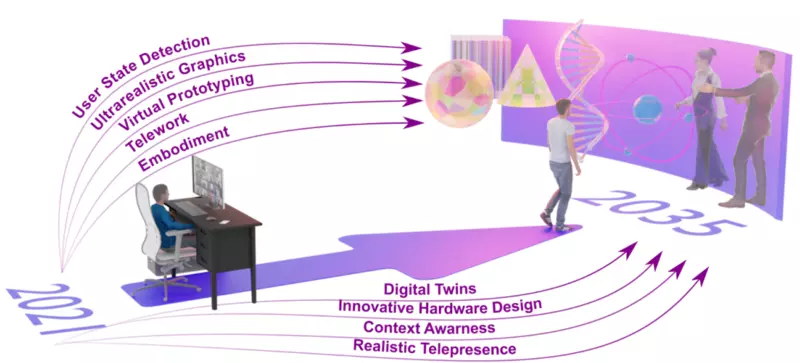 User State Detection
Ultrarealistic Graphics
Virtual Prototyping
Telework
Embodiment
2021
2035
Digital Twins
Innovative Hardware Design
Context Awarness
Realistic Telepresence